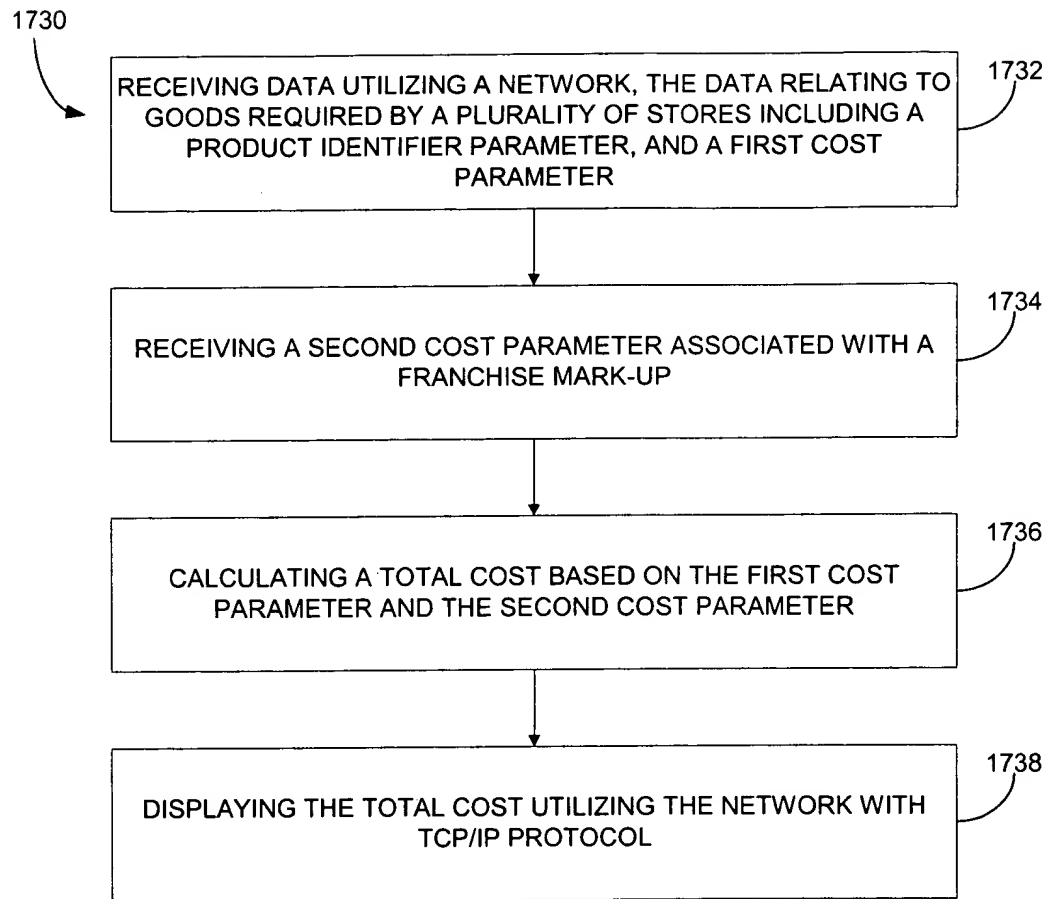 1730
1732
RECEIVING DATA UTILIZING A NETWORK, THE DATA RELATING TO
GOODS REQUIRED BY A PLURALITY OF STORES INCLUDING A
PRODUCT IDENTIFIER PARAMETER, AND A FIRST COST
PARAMETER
1734
RECEIVING A SECOND COST PARAMETER ASSOCIATED WITH A
FRANCHISE MARK-UP
1736
CALCULATING A TOTAL COST BASED ON THE FIRST COST
PARAMETER AND THE SECOND COST PARAMETER
1738
DISPLAYING THE TOTAL COST UTILIZING THE NETWORK WITH
TCP/IP PROTOCOL